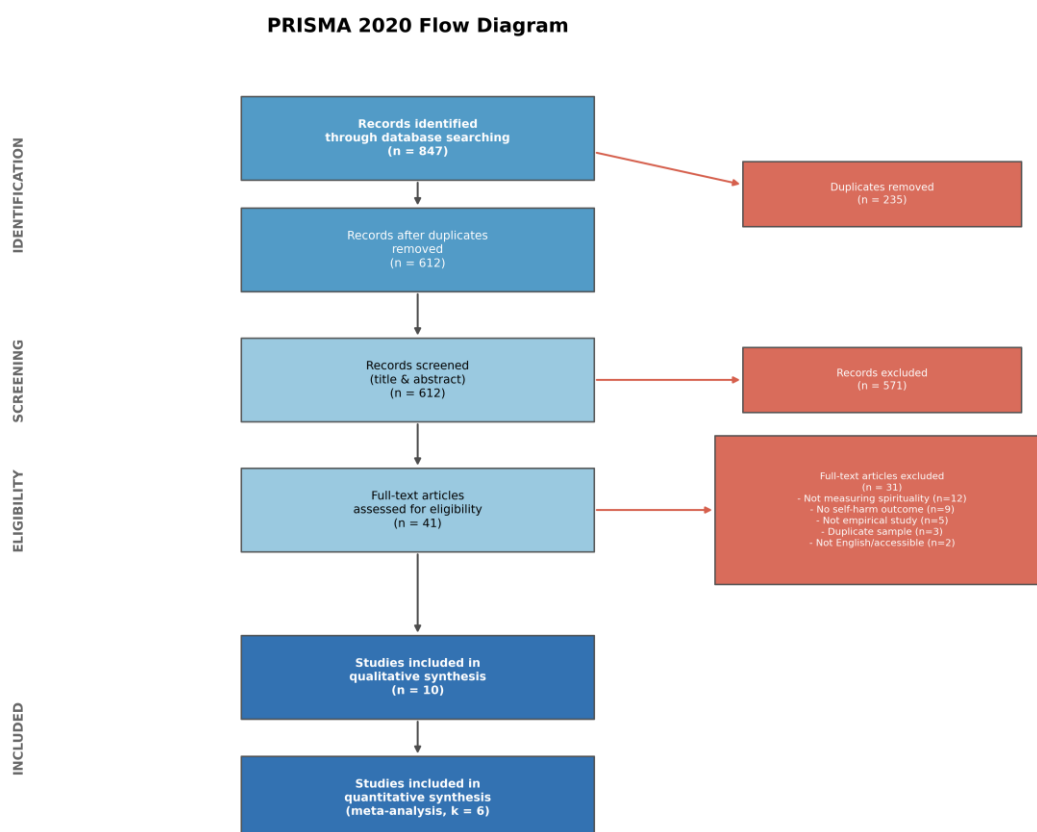 PRISMA 2020 Flow Diagram
IDENTIFICATION
Records identified
through database searching
(n = 847)
Duplicates removed
(n = 235)
Records after duplicates
removed
(n = 612)
SCREENING
Records screened
(title & abstract)
(n = 612)
Records excluded
(n = 571)
ELIGIBILITY
Full-text articles
assessed for eligibility
(n = 41)
Full-text articles excluded
(n = 31)
- Not measuring spirituality (n=12)
- No self-harm outcome (n=9)
- Not empirical study (n=5)
- Duplicate sample (n=3)
- Not English/accessible (n=2)
INCLUDED
Studies included in
qualitative synthesis
(n = 10)
Studies included in
quantitative synthesis
(meta-analysis, k = 6)